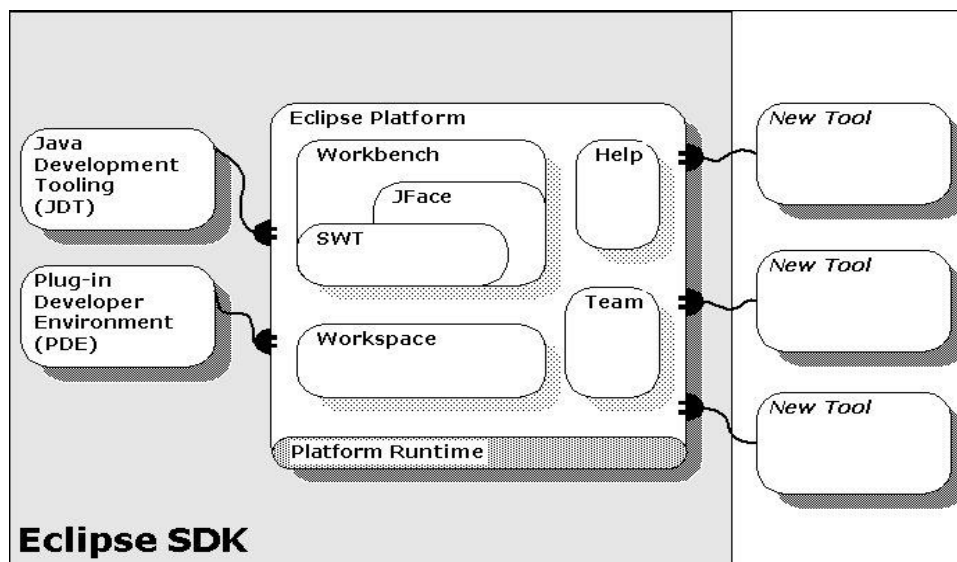 Java
Development
Tooling
(JDT)
Plug-in
Developer
Environment
(PDE)
Eclipse Platform
Workbench
JFace
SWT
Workspace
Help
Team
Platform Runtime
New Tool
New Tool
New Tool
Eclipse SDK